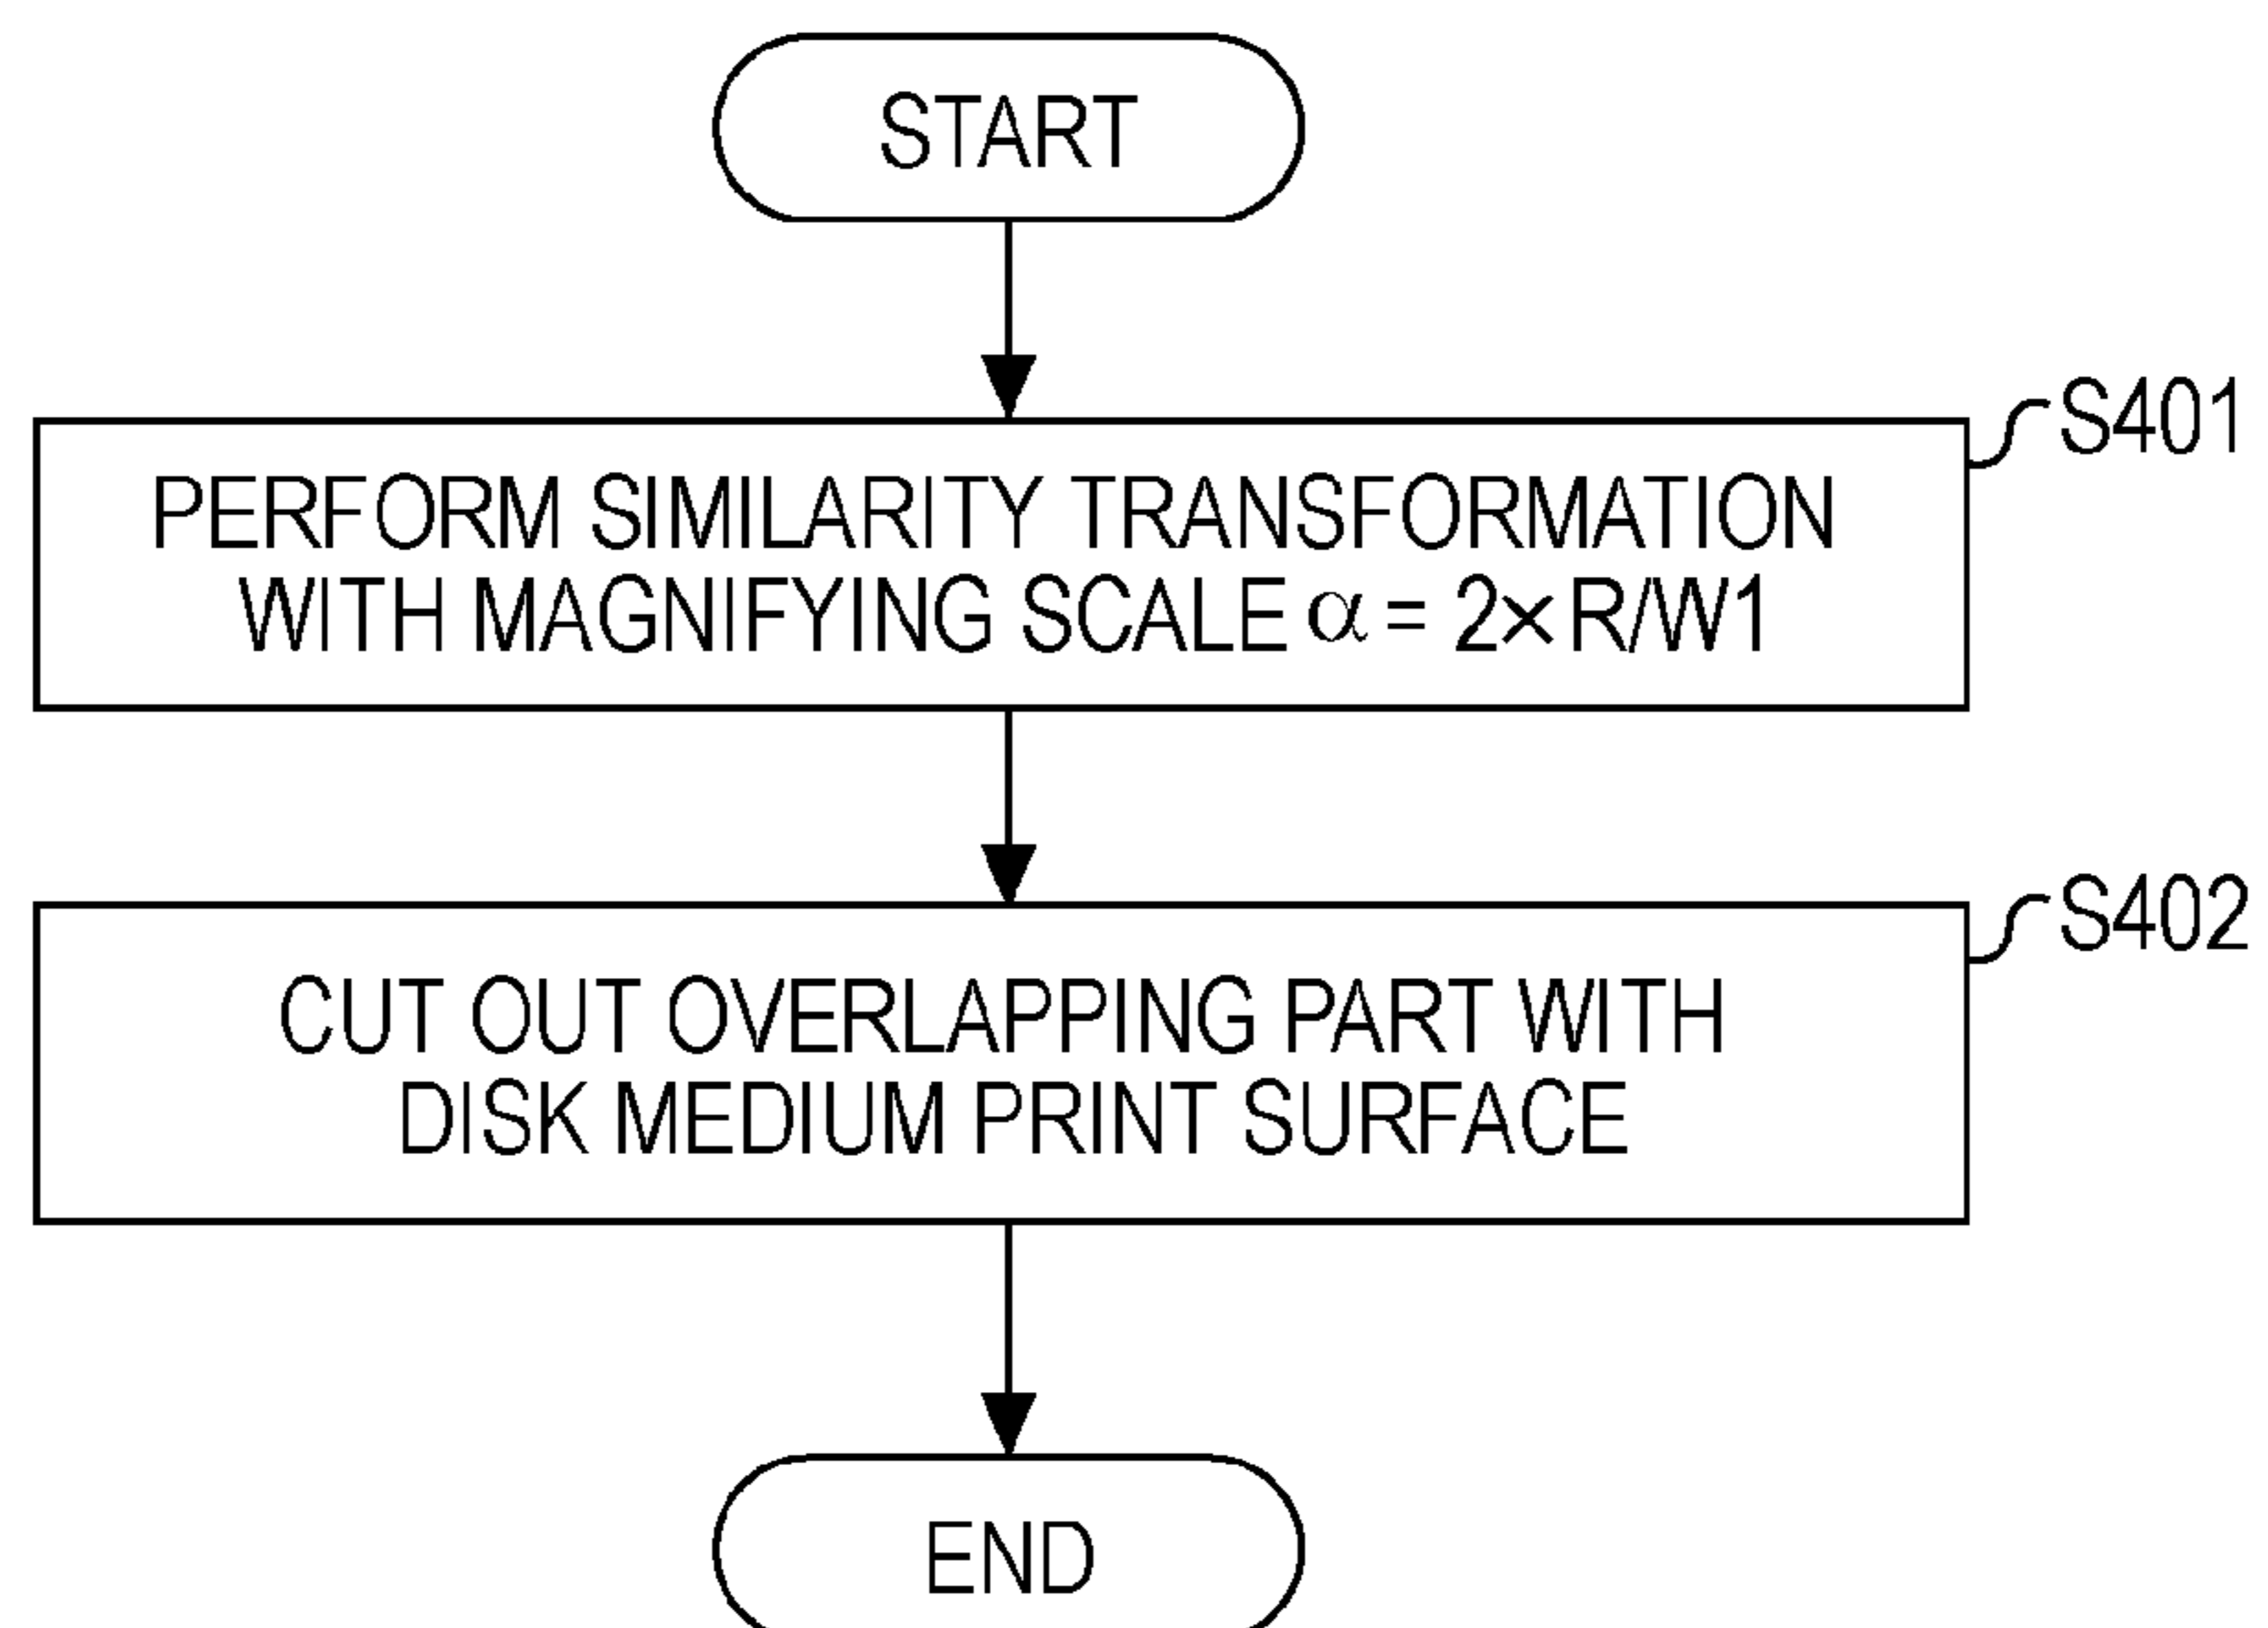 START
S401
PERFORM SIMILARITY TRANSFORMATION
WITH MAGNIFYING SCALE α = 2×R/W1
S402
CUT OUT OVERLAPPING PART WITH
DISK MEDIUM PRINT SURFACE
END